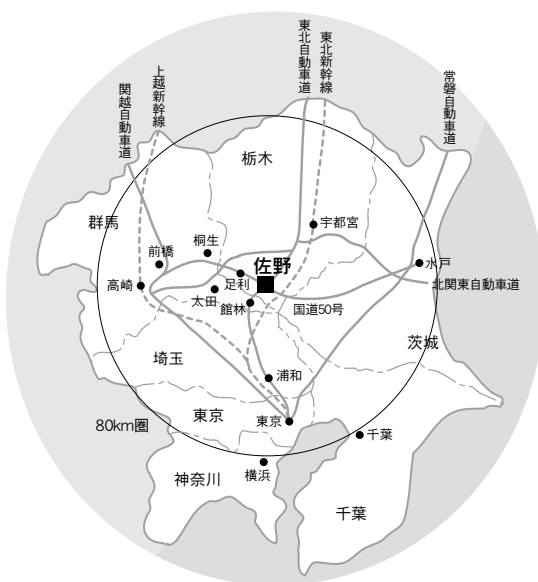 関越自動車道
上越新幹線
東北自動車道
東北新幹線
常磐自動車道
栃木
群馬
宇都宮
桐生
前橋
佐野
水戸
足利
高崎
北関東自動車道
太田
館林
国道50号
茨城
埼玉
浦和
東京
東京
80km圏
千葉
横浜
神奈川
千葉